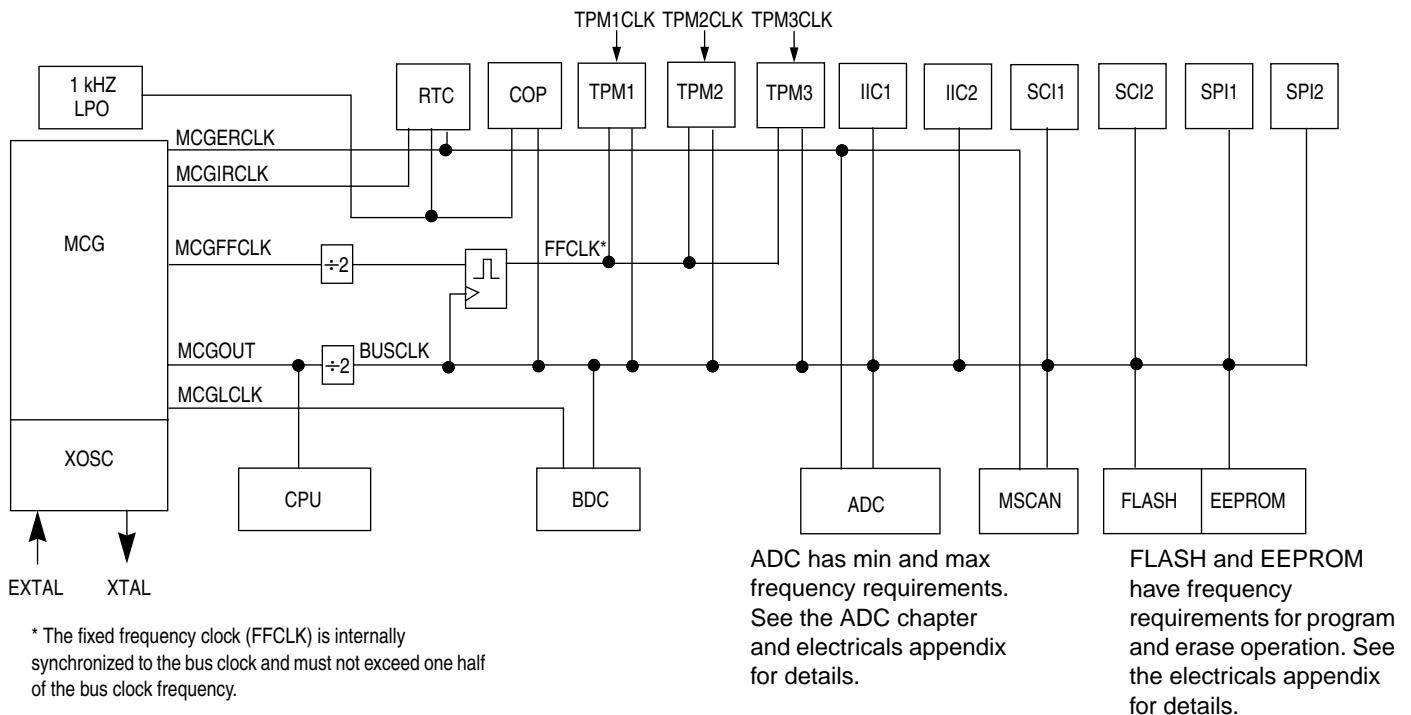 TPM1CLK TPM2CLK TPM3CLK
1 kHZ
LPO
RTC
COP
TPM1
TPM2
TPM3
IIC1
IIC2
SCI1
SCI2
SPI1
SPI2
MCGERCLK
MCGIRCLK
MCG
MCGFFCLK
÷2
FFCLK*
MCGOUT
÷2
BUSCLK
MCGLCLK
XOSC
CPU
BDC
ADC
MSCAN
FLASH
EEPROM
EXTAL
XTAL
ADC has min and max
frequency requirements.
See the ADC chapter
and electricals appendix
for details.
FLASH and EEPROM
have frequency
requirements for program
and erase operation. See
the electricals appendix
for details.
* The fixed frequency clock (FFCLK) is internally
synchronized to the bus clock and must not exceed one half
of the bus clock frequency.